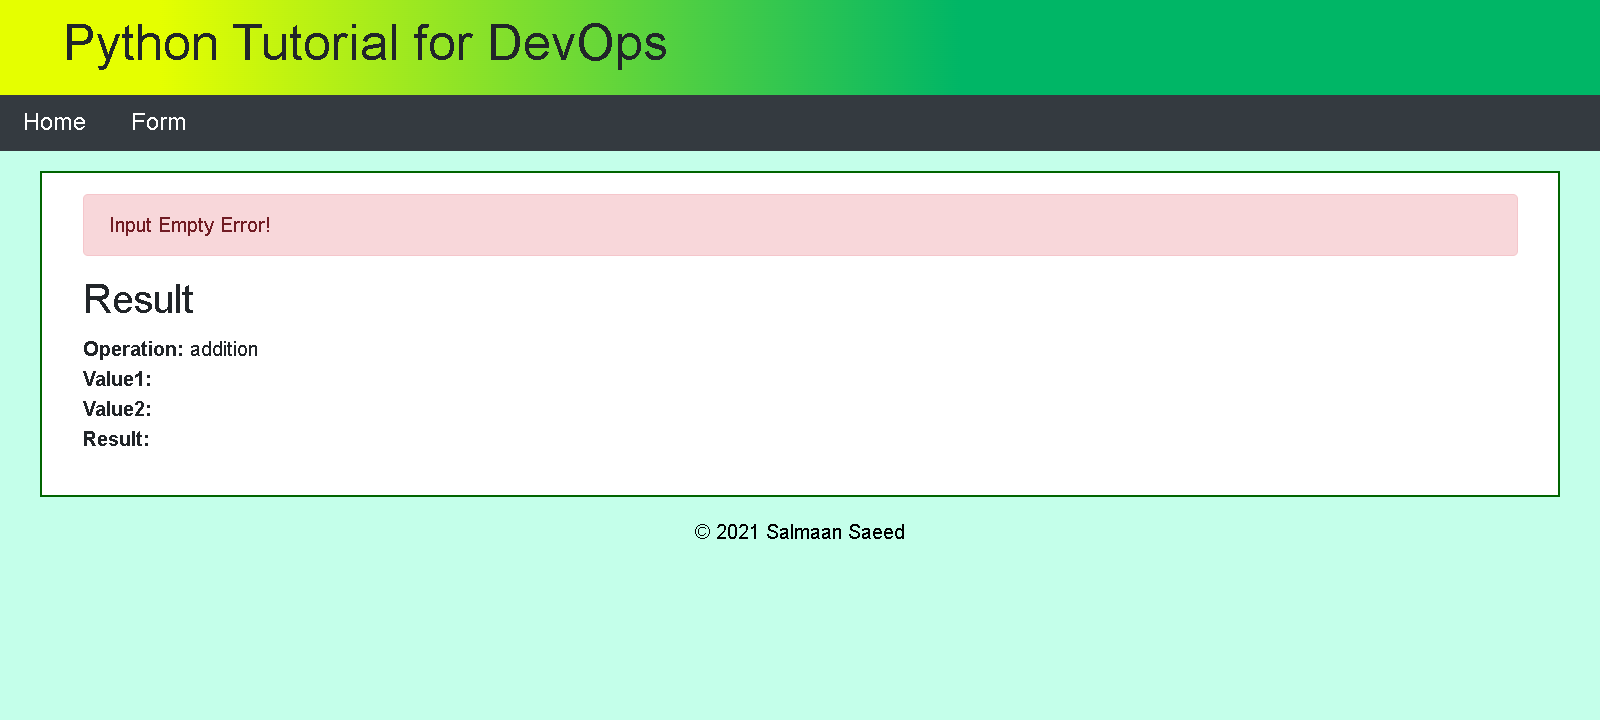 Python Tutorial for DevOps
Home Form
Input Empty Error!
Result
Operation: addition
Value1:
Value2:
Result:
© 2021 Salmaan Saeed